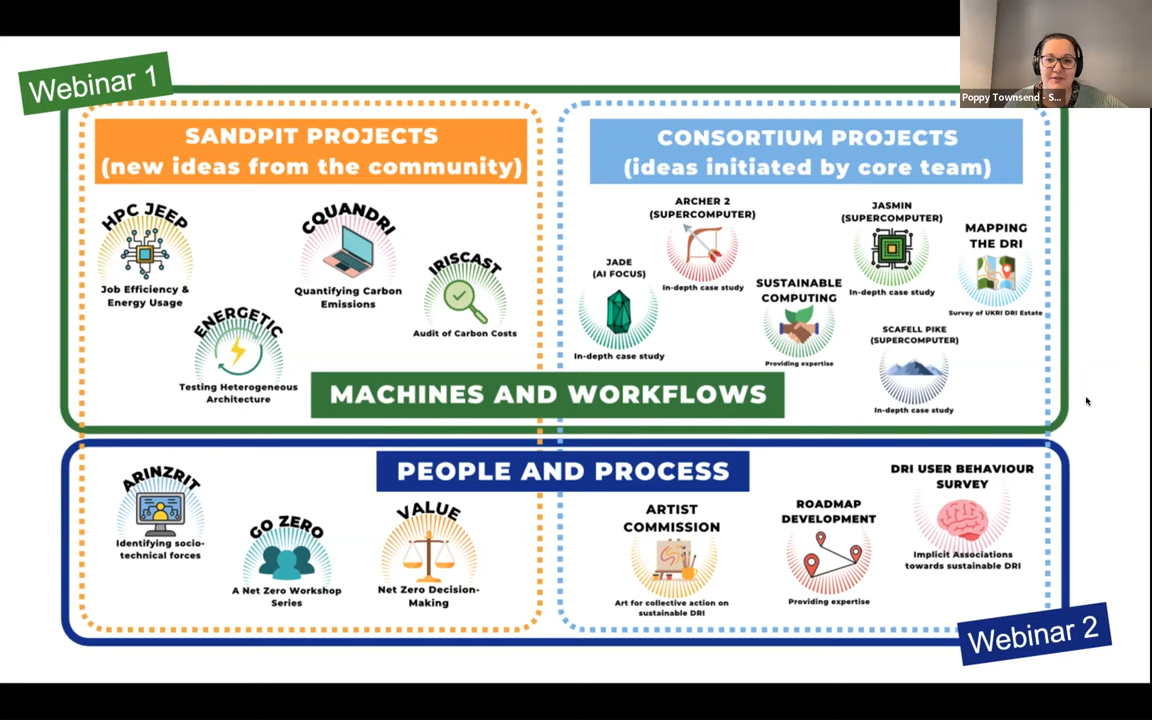 Webinar 1
Poppy Townsend - S...
SANDPIT PROJECTS
(new ideas from the community)
CONSORTIUM PROJECTS
(ideas initiated by core team)
HPC JEEP
Job Efficiency &
Energy Usage
CQUANDRI
Quantifying Carbon
Emissions
IRISCAST
Audit of Carbon Costs
ENERGETIC
Testing Heterogeneous
Architecture
JADE
(AI FOCUS)
In-depth case study
ARCHER 2
(SUPERCOMPUTER)
In-depth case study
SUSTAINABLE
COMPUTING
Providing expertise
JASMIN
(SUPERCOMPUTER)
In-depth case study
MAPPING
THE DRI
Survey of UKRI DRI Estate
SCAFELL PIKE
(SUPERCOMPUTER)
In-depth case study
MACHINES AND WORKFLOWS
PEOPLE AND PROCESS
ARINZRIT
Identifying socio-
technical forces
GO ZERO
A Net Zero Workshop
Series
VALUE
Net Zero Decision-
Making
ARTIST
COMMISSION
Art for collective action on
sustainable DRI
ROADMAP
DEVELOPMENT
Providing expertise
DRI USER BEHAVIOUR
SURVEY
Implicit Associations
towards sustainable DRI
Webinar 2